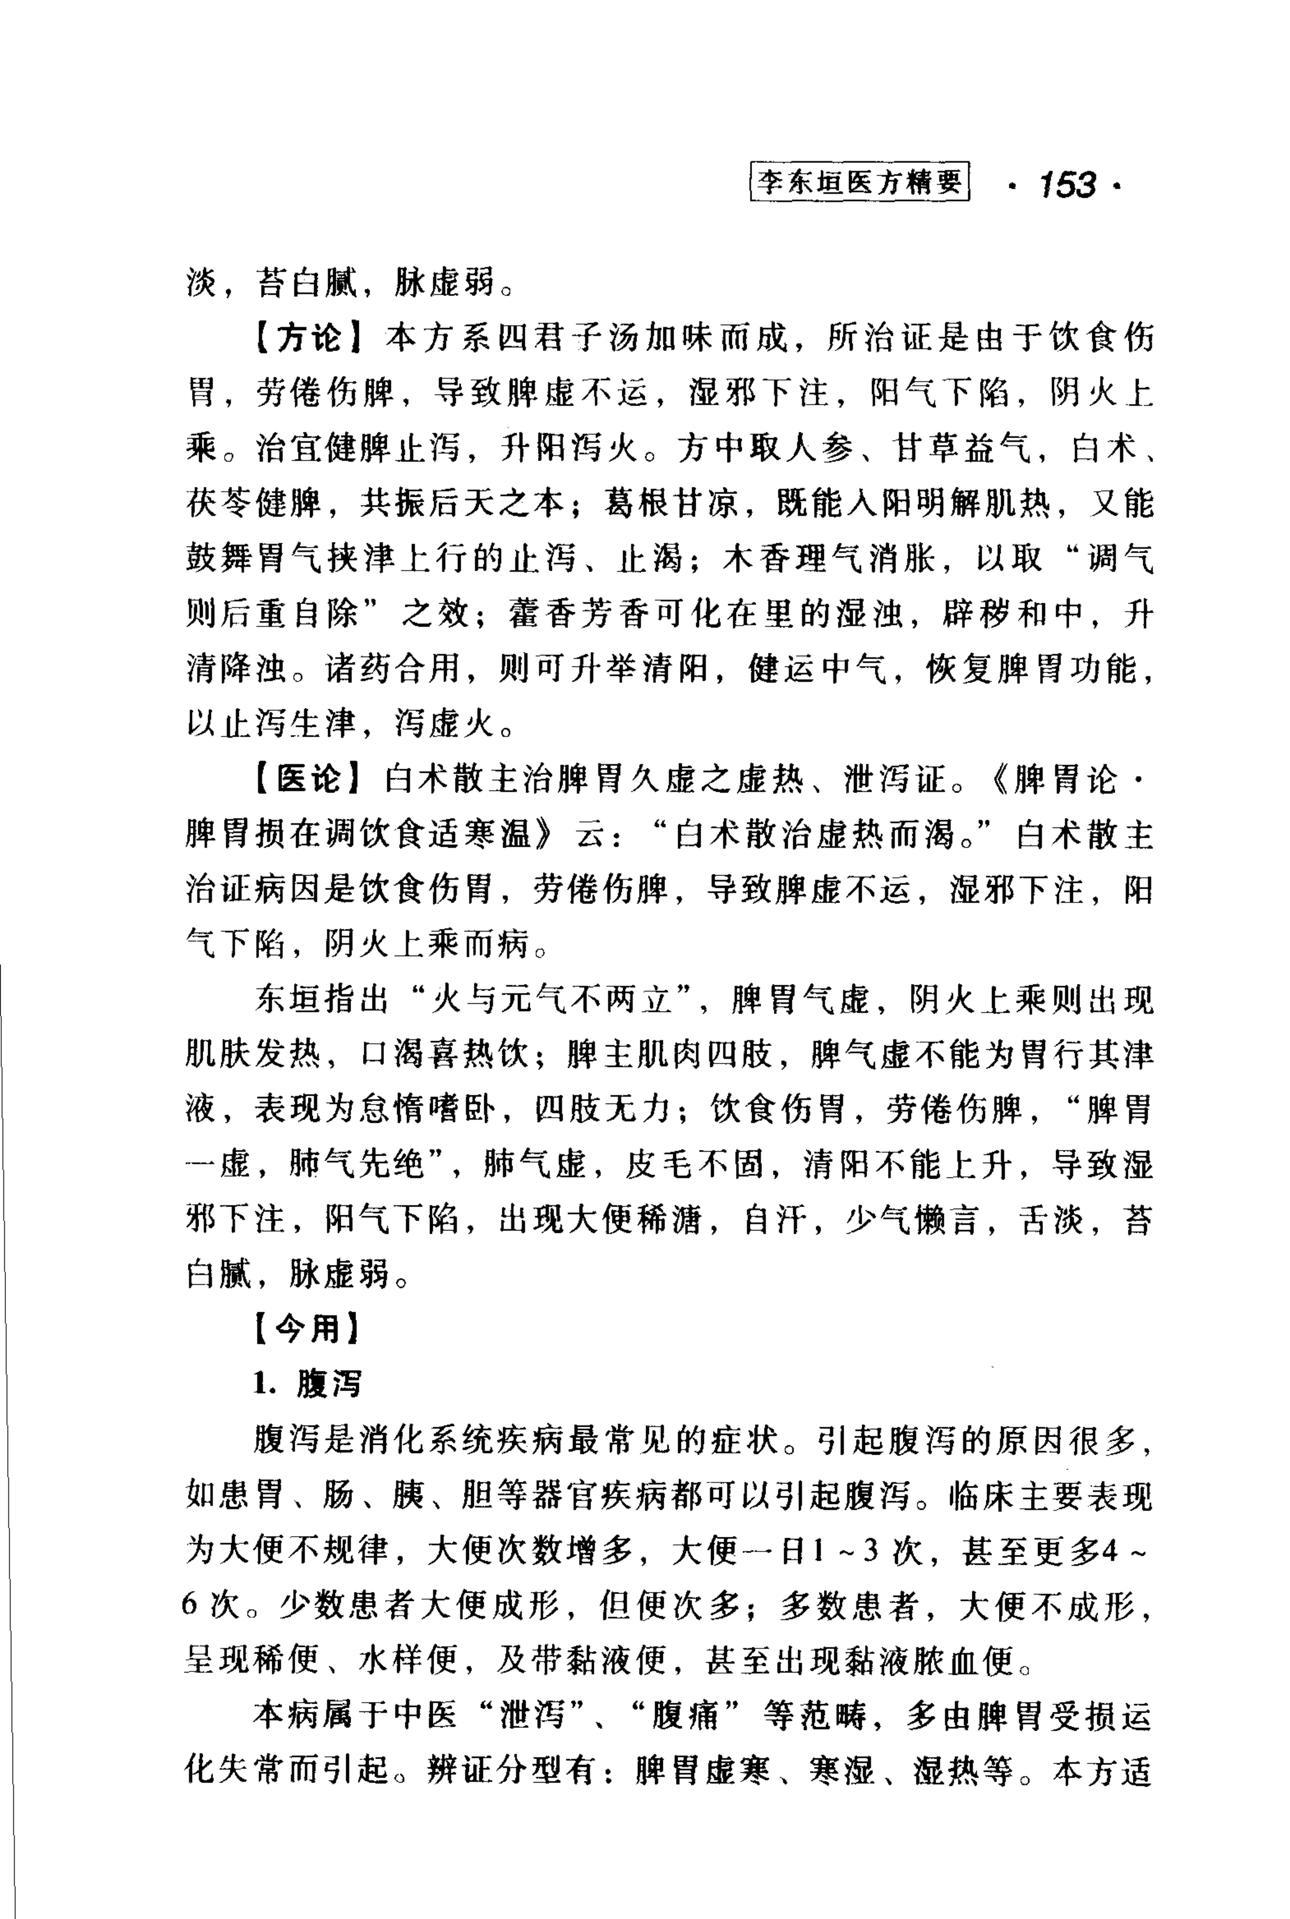 李东垣医方精要 · 153 ·
淡，苔白腻，脉虚弱。
【方论】本方系四君子汤加味而成，所治证是由于饮食伤
胃，劳倦伤脾，导致脾虚不运，湿邪下注，阳气下陷，阴火上
乘。治宜健脾止泻，升阳泻火。方中取人参、甘草益气，白术、
茯苓健脾，共振后天之本；葛根甘凉，既能入阳明解肌热，又能
鼓舞胃气挟津上行的止泻、止渴；木香理气消胀，以取“调气
则后重自除”之效；藿香芳香可化在里的湿浊，辟秽和中，升
清降浊。诸药合用，则可升举清阳，健运中气，恢复脾胃功能，
以止泻生津，泻虚火。
【医论】白术散主治脾胃久虚之虚热、泄泻证。《脾胃论·
脾胃损在调饮食适寒温》云：“白术散治虚热而渴。”白术散主
治证病因是饮食伤胃，劳倦伤脾，导致脾虚不运，湿邪下注，阳
气下陷，阴火上乘而病。
东垣指出“火与元气不两立”，脾胃气虚，阴火上乘则出现
肌肤发热，口渴喜热饮；脾主肌肉四肢，脾气虚不能为胃行其津
液，表现为怠惰嗜卧，四肢无力；饮食伤胃，劳倦伤脾，“脾胃
一虚，肺气先绝”，肺气虚，皮毛不固，清阳不能上升，导致湿
邪下注，阳气下陷，出现大便稀溏，自汗，少气懒言，舌淡，苔
白腻，脉虚弱。
【今用】
1. 腹泻
腹泻是消化系统疾病最常见的症状。引起腹泻的原因很多，
如患胃、肠、胰、胆等器官疾病都可以引起腹泻。临床主要表现
为大便不规律，大便次数增多，大便一日1～3次，甚至更多4～
6次。少数患者大便成形，但便次多；多数患者，大便不成形，
呈现稀便、水样便，及带黏液便，甚至出现黏液脓血便。
本病属于中医“泄泻”、“腹痛”等范畴，多由脾胃受损运
化失常而引起。辨证分型有：脾胃虚寒、寒湿、湿热等。本方适